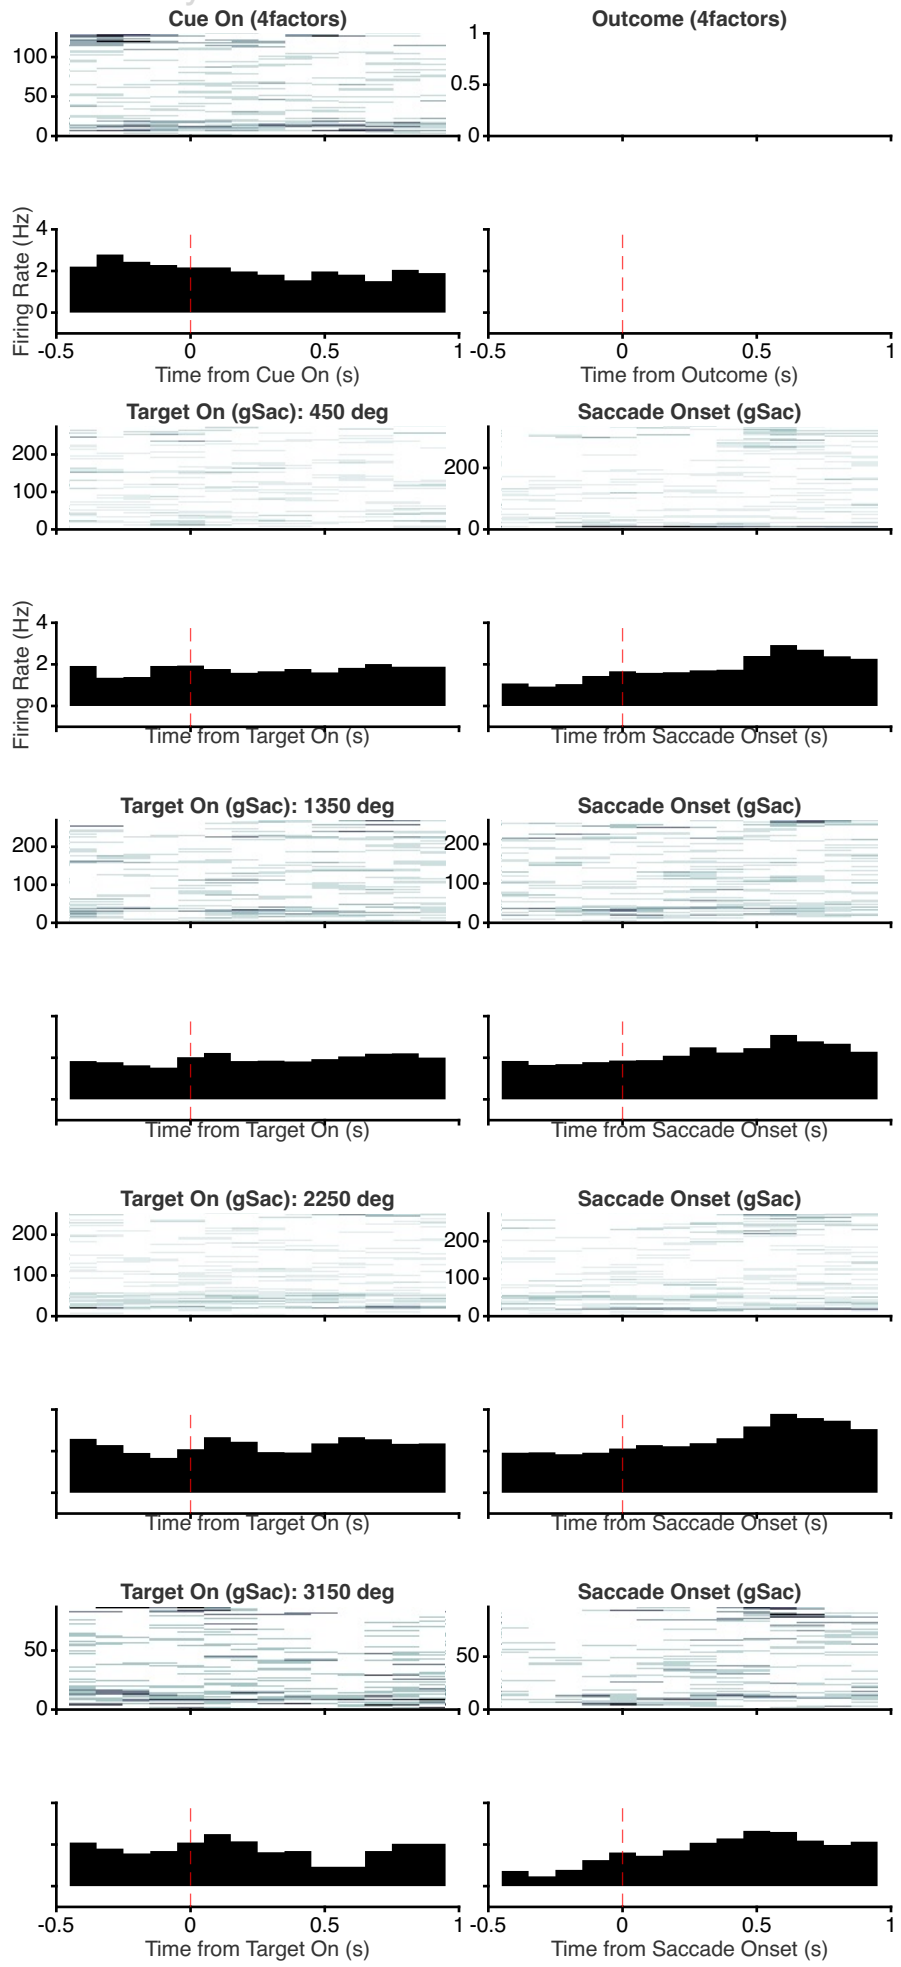 Cue On (4factors) Outcome (4factors)
100 1
50 0.5
0 0
Firing Rate (Hz)
4
2
0
-0.5 0 0.5 1 -0.5 0 0.5 1
Time from Cue On (s) Time from Outcome (s)
Target On (gSac): 450 deg Saccade Onset (gSac)
200 200
100
0 0
Firing Rate (Hz)
4
2
0
Time from Target On (s) Time from Saccade Onset (s)
Target On (gSac): 1350 deg Saccade Onset (gSac)
200 200
100 100
0 0
Time from Target On (s) Time from Saccade Onset (s)
Target On (gSac): 2250 deg Saccade Onset (gSac)
200 200
100 100
0 0
Time from Target On (s) Time from Saccade Onset (s)
Target On (gSac): 3150 deg Saccade Onset (gSac)
50 50
0 0
-0.5 0 0.5 1 -0.5 0 0.5 1
Time from Target On (s) Time from Saccade Onset (s)